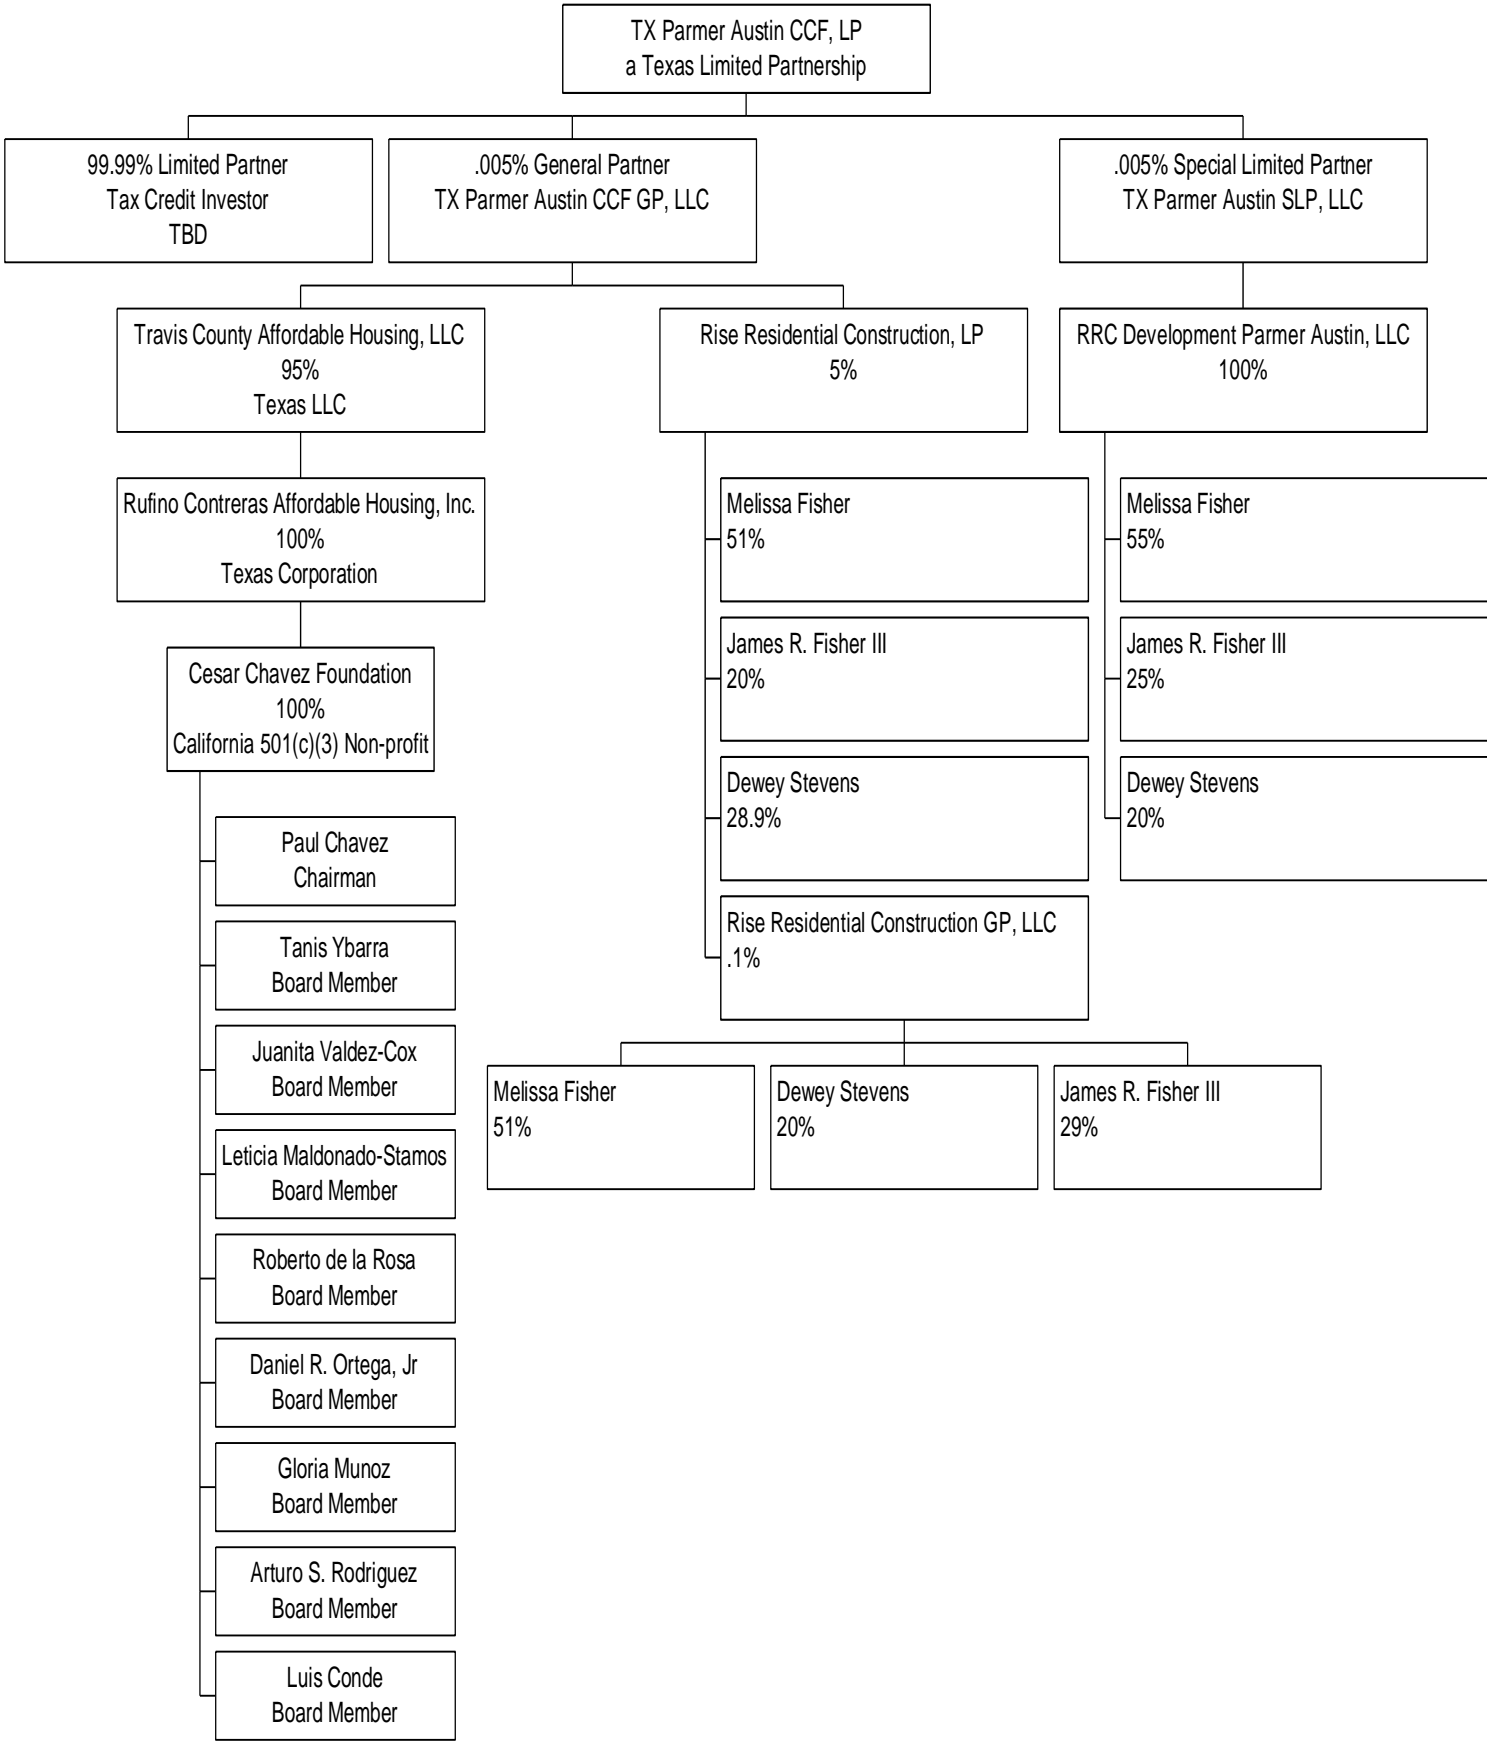 TX Parmer Austin CCF, LP
a Texas Limited Partnership
99.99% Limited Partner
Tax Credit Investor
TBD
.005% General Partner
TX Parmer Austin CCF GP, LLC
.005% Special Limited Partner
TX Parmer Austin SLP, LLC
Travis County Affordable Housing, LLC
95%
Texas LLC
Rise Residential Construction, LP
5%
RRC Development Parmer Austin, LLC
100%
Rufino Contreras Affordable Housing, Inc.
100%
Texas Corporation
Cesar Chavez Foundation
100%
California 501(c)(3) Non-profit
Paul Chavez
Chairman
Tanis Ybarra
Board Member
Juanita Valdez-Cox
Board Member
Leticia Maldonado-Stamos
Board Member
Roberto de la Rosa
Board Member
Daniel R. Ortega, Jr
Board Member
Gloria Munoz
Board Member
Arturo S. Rodriguez
Board Member
Luis Conde
Board Member
Melissa Fisher
51%
James R. Fisher III
20%
Dewey Stevens
28.9%
Rise Residential Construction GP, LLC
.1%
Melissa Fisher
51%
Dewey Stevens
20%
James R. Fisher III
29%
Melissa Fisher
55%
James R. Fisher III
25%
Dewey Stevens
20%